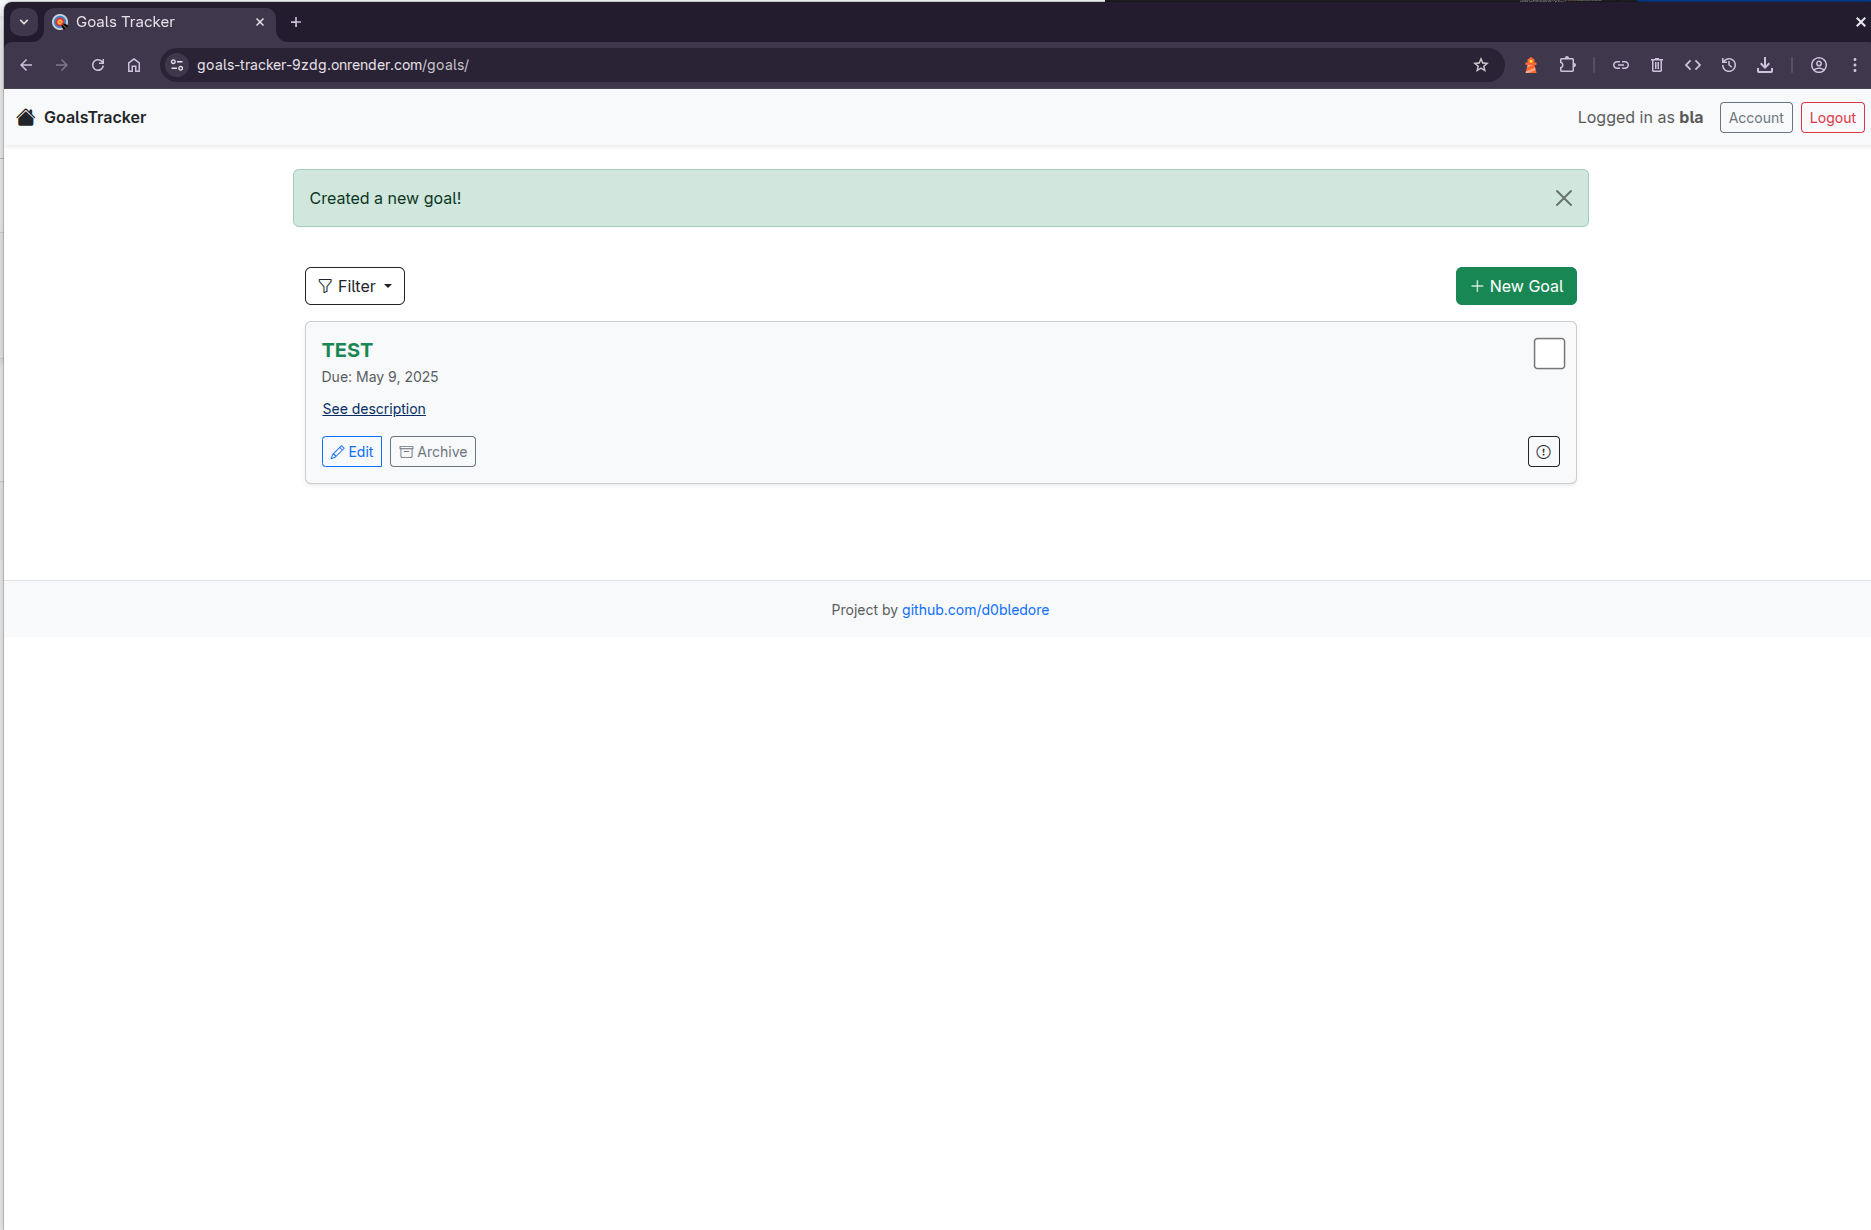 Goals Tracker
goals-tracker-9zdg.onrender.com/goals/
GoalsTracker
Logged in as bla
Account
Logout
Created a new goal!
Filter
+ New Goal
TEST
Due: May 9, 2025
See description
Edit
Archive
Project by github.com/d0bledore